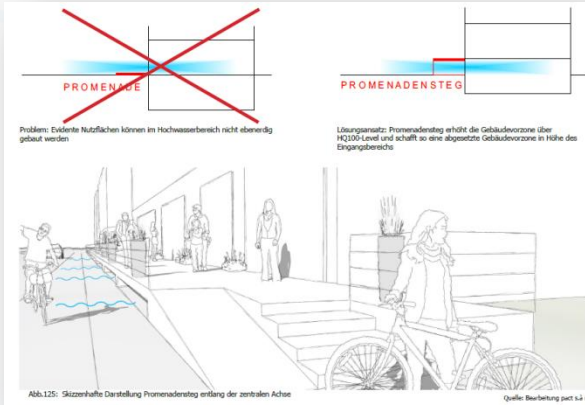 PROMENADE
Problem: Evidente Nutzflächen können im Hochwasserbereich nicht ebenerdig
gebaut werden
PROMENADENSTEG
Lösungsansatz: Promenadensteg erhöht die Gebäudevorzone über
HQ100-Level und schafft so eine abgesetzte Gebäudevorzone in Höhe des
Eingangsbereichs
Abb.125: Skizzenhafte Darstellung Promenadensteg entlang der zentralen Achse
Quelle: Bearbeitung pact s.a